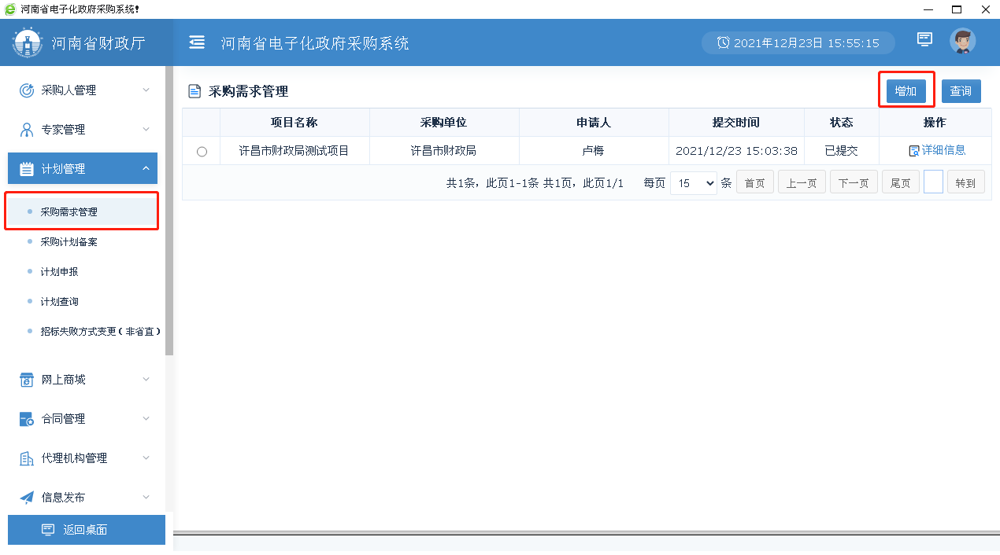 河南省电子化政府采购系统!
河南省财政厅
河南省电子化政府采购系统
2021年12月23日 15:55:15
采购人管理
专家管理
计划管理
采购需求管理
采购计划备案
计划申报
计划查询
招标失败方式变更(非省直)
网上商城
合同管理
代理机构管理
信息发布
返回桌面
采购需求管理
增加 查询
项目名称 采购单位 申请人 提交时间 状态 操作
许昌市财政局测试项目 许昌市财政局 卢梅 2021/12/23 15:03:38 已提交 详细信息
共1条，此页1-1条 共1页，此页1/1 每页 15 条 首页 上一页 下一页 尾页 转到